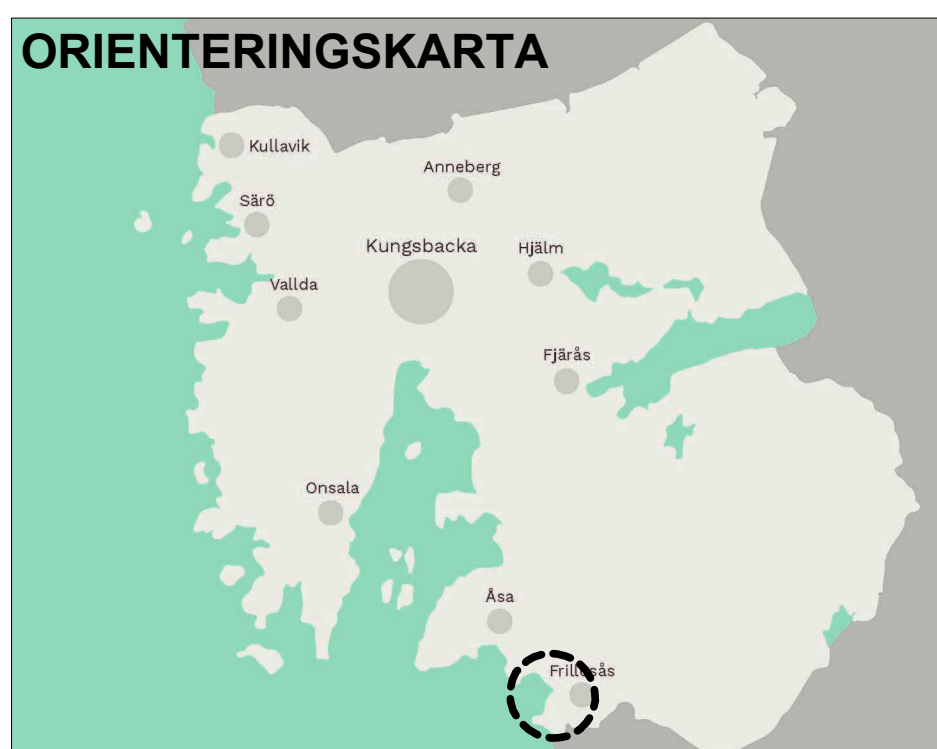 ORIENTERINGSKARTA
Kullavik
Anneberg
Särö
Kungsbacka
Hjälm
Vallda
Fjärås
Onsala
Åsa
Frillesås